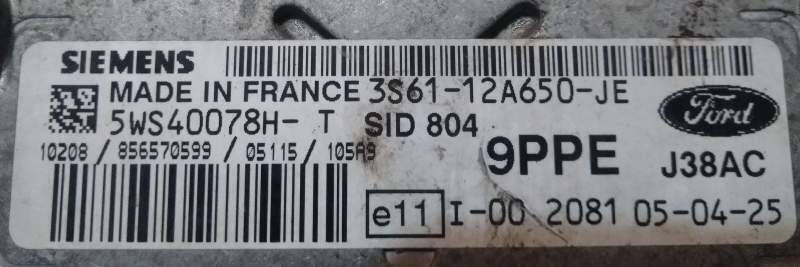 SIEMENS
MADE IN FRANCE 3S61-12A650-JE
5WS40078H- T SID 804
Ford
10208 / 856570599 / 05115 / 105A9
9PPE J38AC
e11 I-00 2081 05-04-25